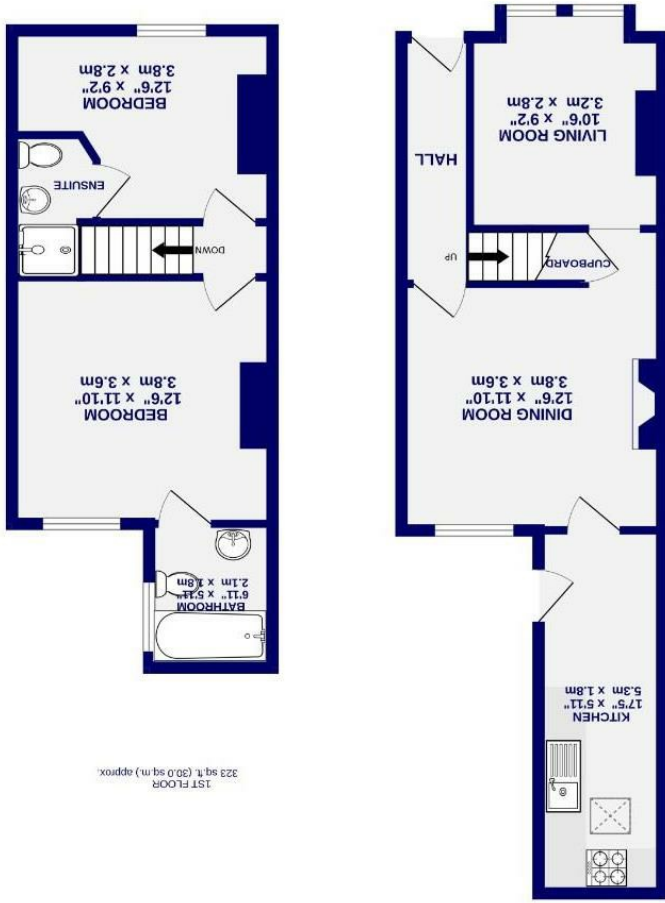 KITCHEN
17'5" x 5'11"
5.3m x 1.8m
DINING ROOM
12'6" x 11'10"
3.8m x 3.6m
UP
CUPBOARD
HALL
LIVING ROOM
10'6" x 9'2"
3.2m x 2.8m
1ST FLOOR
323 sq.ft. (30.0 sq.m.) approx.
BATHROOM
6'11" x 5'11"
2.1m x 1.8m
BEDROOM
12'6" x 11'10"
3.8m x 3.6m
DOWN
ENSUITE
BEDROOM
12'6" x 9'2"
3.8m x 2.8m